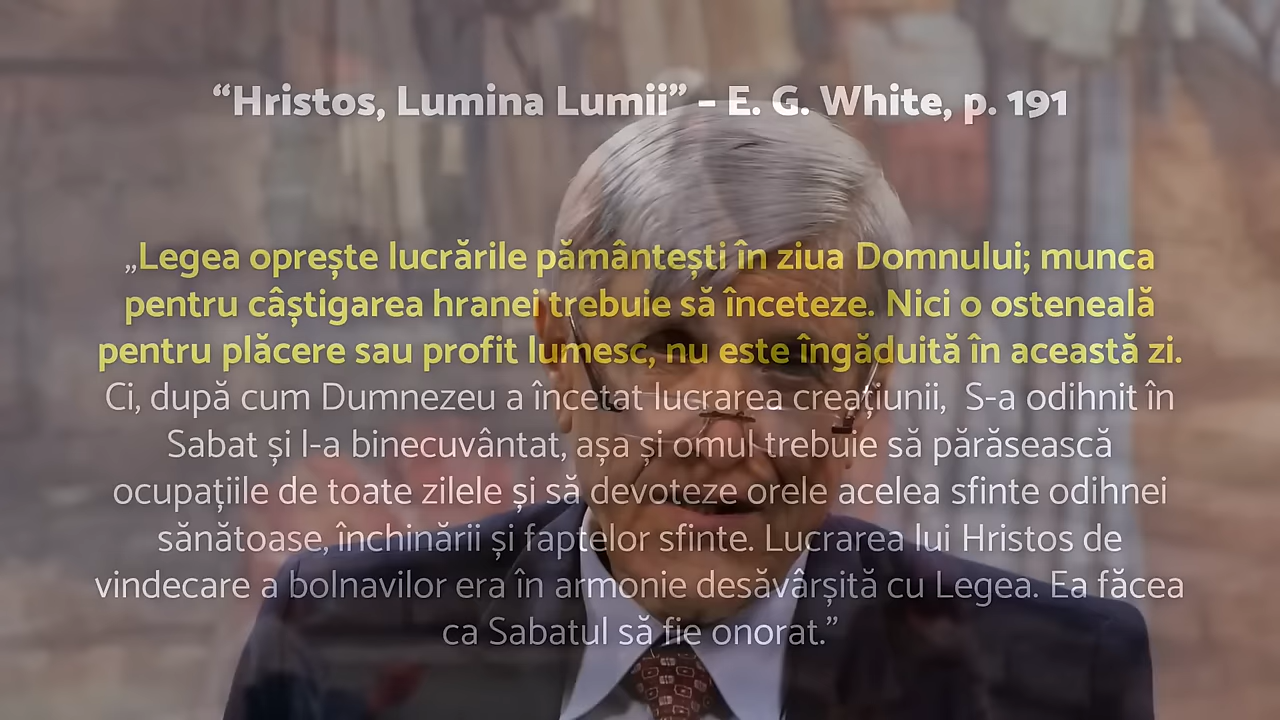 “Hristos, Lumina Lumii” – E. G. White, p. 191
„Legea oprește lucrările pământești în ziua Domnului; munca
pentru câștigarea hranei trebuie să înceteze. Nici o osteneală
pentru plăcere sau profit lumesc, nu este îngăduită în această zi.
Ci, după cum Dumnezeu a încetat lucrarea creațiunii,  S-a odihnit în
Sabat și l-a binecuvântat, așa și omul trebuie să părăsească
ocupațiile de toate zilele și să devoteze orele acelea sfinte odihnei
sănătoase, închinării și faptelor sfinte. Lucrarea lui Hristos de
vindecare a bolnavilor era în armonie desăvârșită cu Legea. Ea făcea
ca Sabatul să fie onorat.”